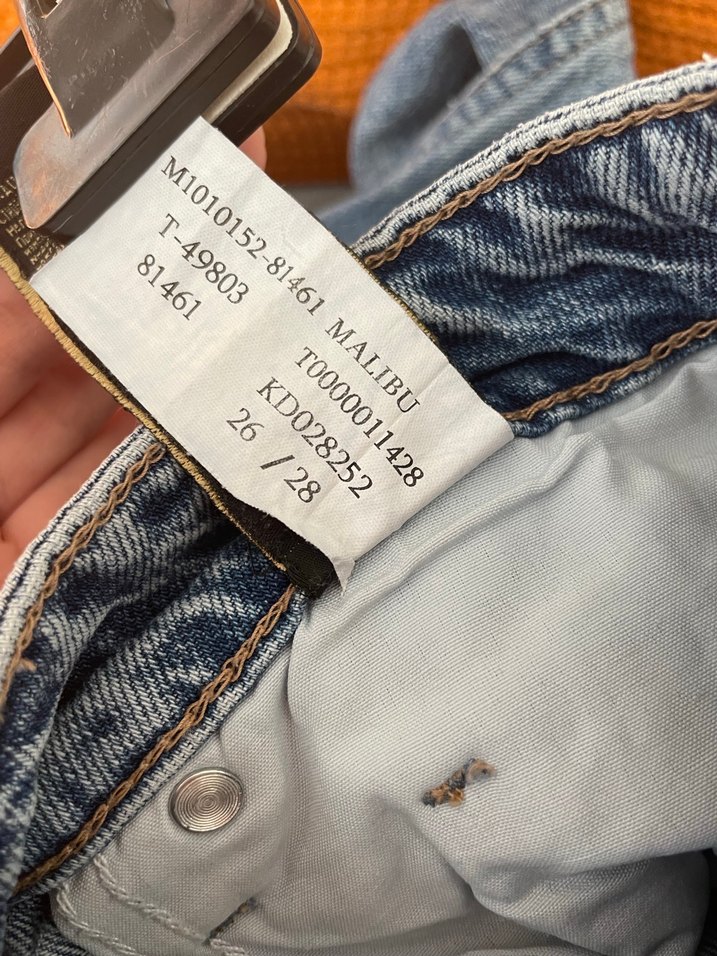 M1010152-81461 MALIBU
T-49803 T0000011428
81461 KD028252
26 / 28